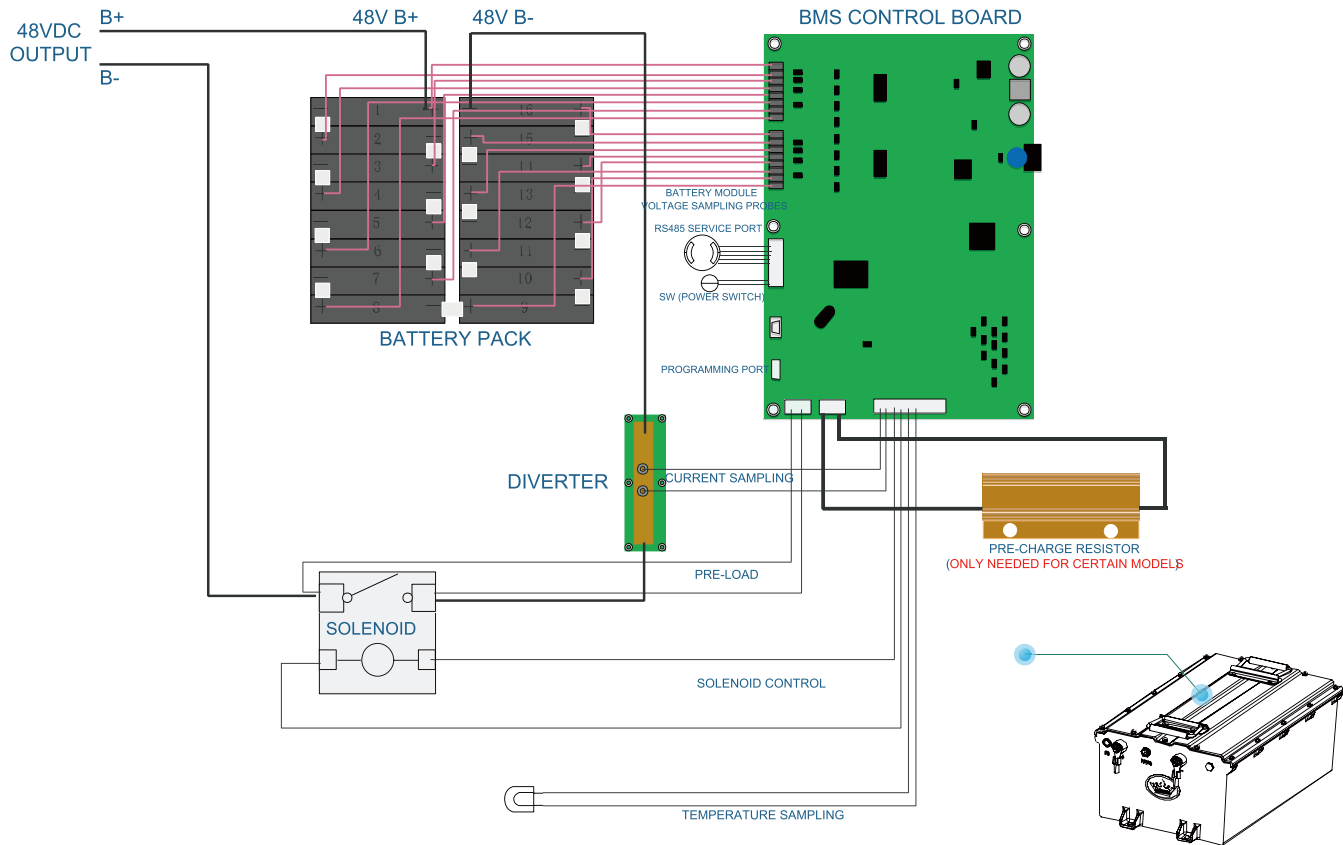 B+
48V B+
48V B-
BMS CONTROL BOARD
48VDC
OUTPUT
B-
1
2
3
4
5
6
7
8
16
15
14
13
12
11
10
9
BATTERY PACK
BATTERY MODULE
VOLTAGE SAMPLING PROBES
RS485 SERVICE PORT
SW (POWER SWITCH)
PROGRAMMING PORT
DIVERTER
CURRENT SAMPLING
PRE-CHARGE RESISTOR
(ONLY NEEDED FOR CERTAIN MODELS)
PRE-LOAD
SOLENOID
SOLENOID CONTROL
TEMPERATURE SAMPLING